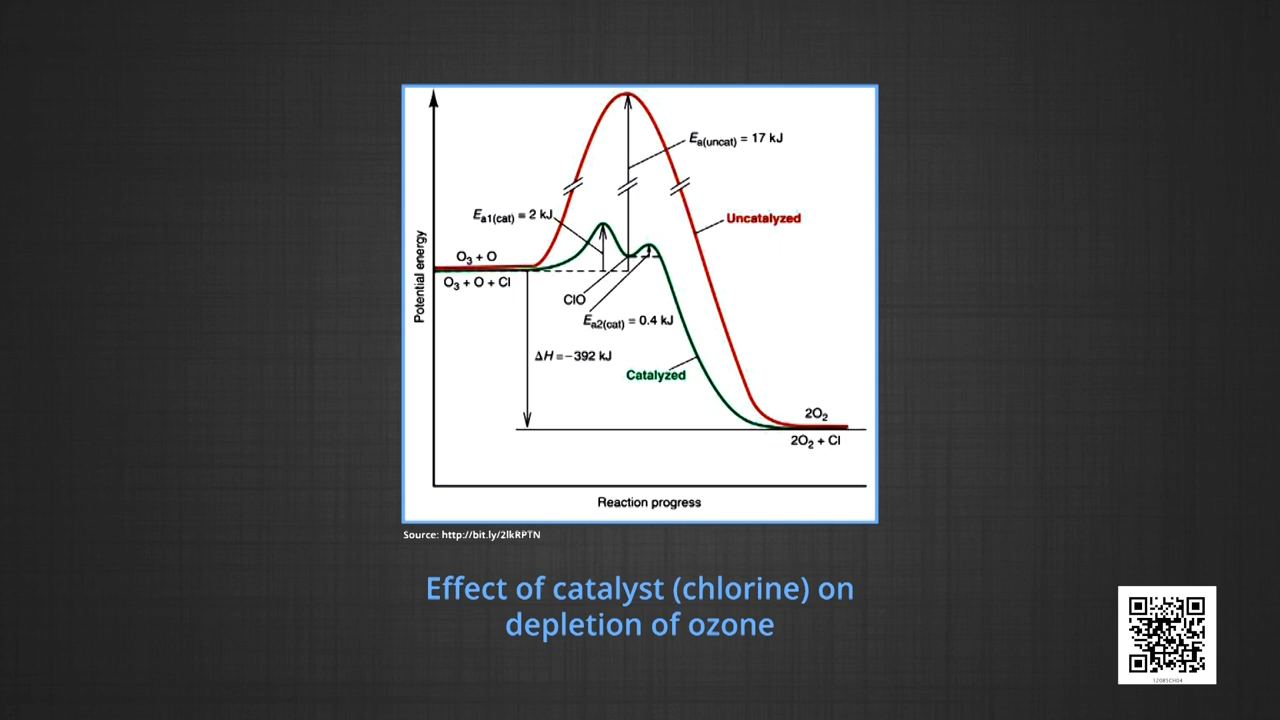 Ea(uncat) = 17 kJ
Ea1(cat) = 2 kJ
Uncatalyzed
O3 + O
O3 + O + Cl
ClO
Ea2(cat) = 0.4 kJ
ΔH = −392 kJ
Catalyzed
2O2
2O2 + Cl
Potential energy
Reaction progress
Source: http://bit.ly/2lkRPTN
Effect of catalyst (chlorine) on
depletion of ozone
12085CH04